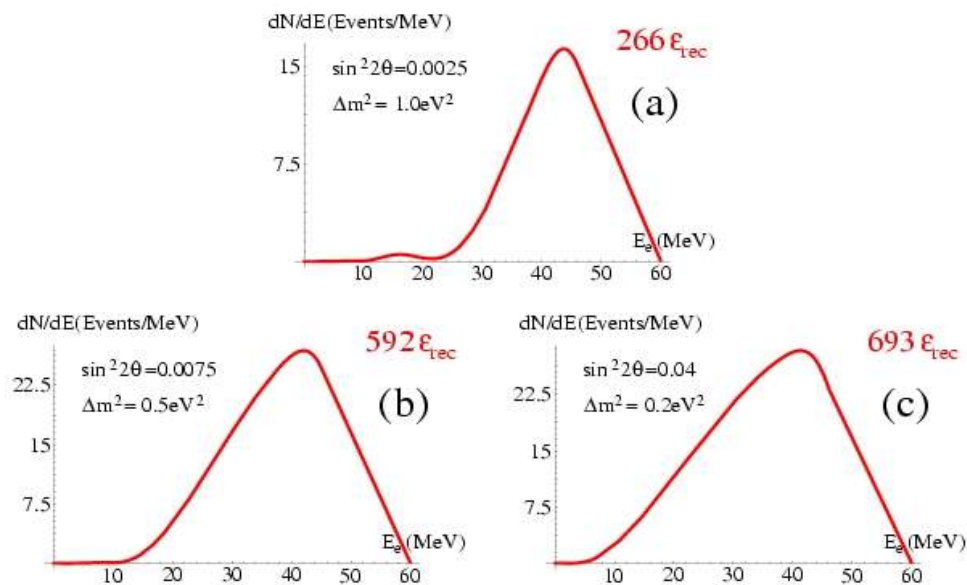 dN/dE(Events/MeV)
266 ε_rec
15
sin²2θ=0.0025
Δm² = 1.0eV²
(a)
7.5
E_e(MeV)
10 20 30 40 50 60
dN/dE(Events/MeV)
592 ε_rec
22.5
sin²2θ=0.0075
Δm² = 0.5eV²
(b)
15
7.5
E_e(MeV)
10 20 30 40 50 60
dN/dE(Events/MeV)
693 ε_rec
22.5
sin²2θ=0.04
Δm² = 0.2eV²
(c)
15
7.5
E_e(MeV)
10 20 30 40 50 60